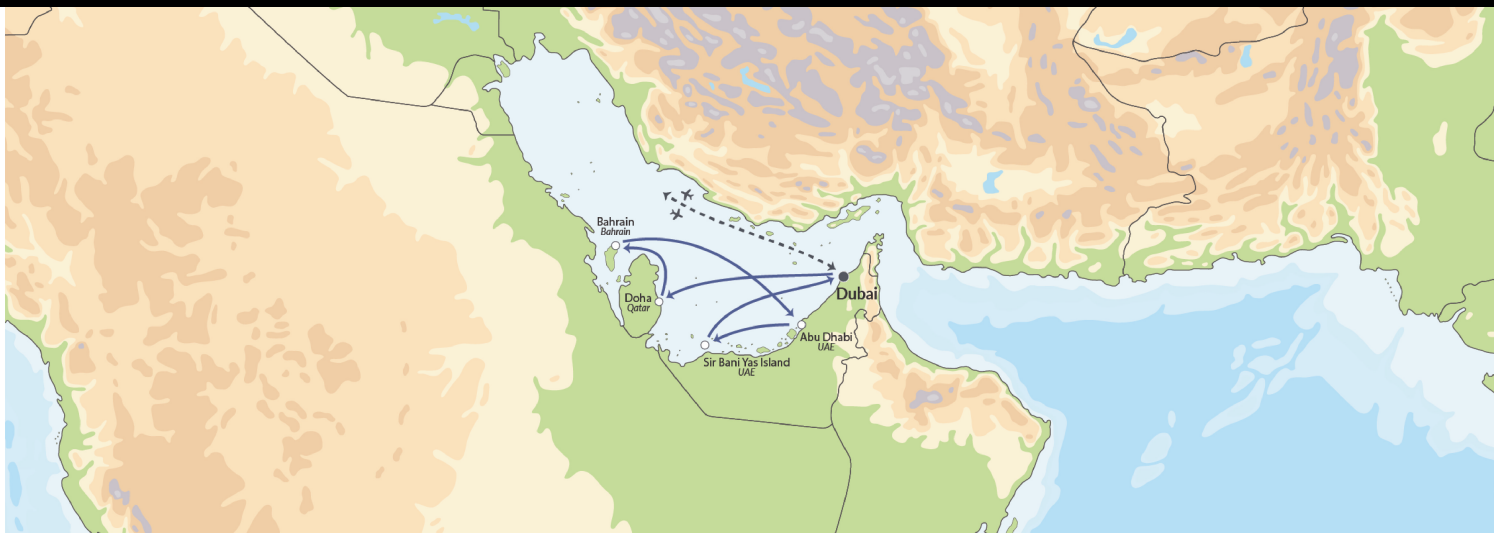 Bahrain
Bahrain
Doha
Qatar
Dubai
Abu Dhabi
UAE
Sir Bani Yas Island
UAE